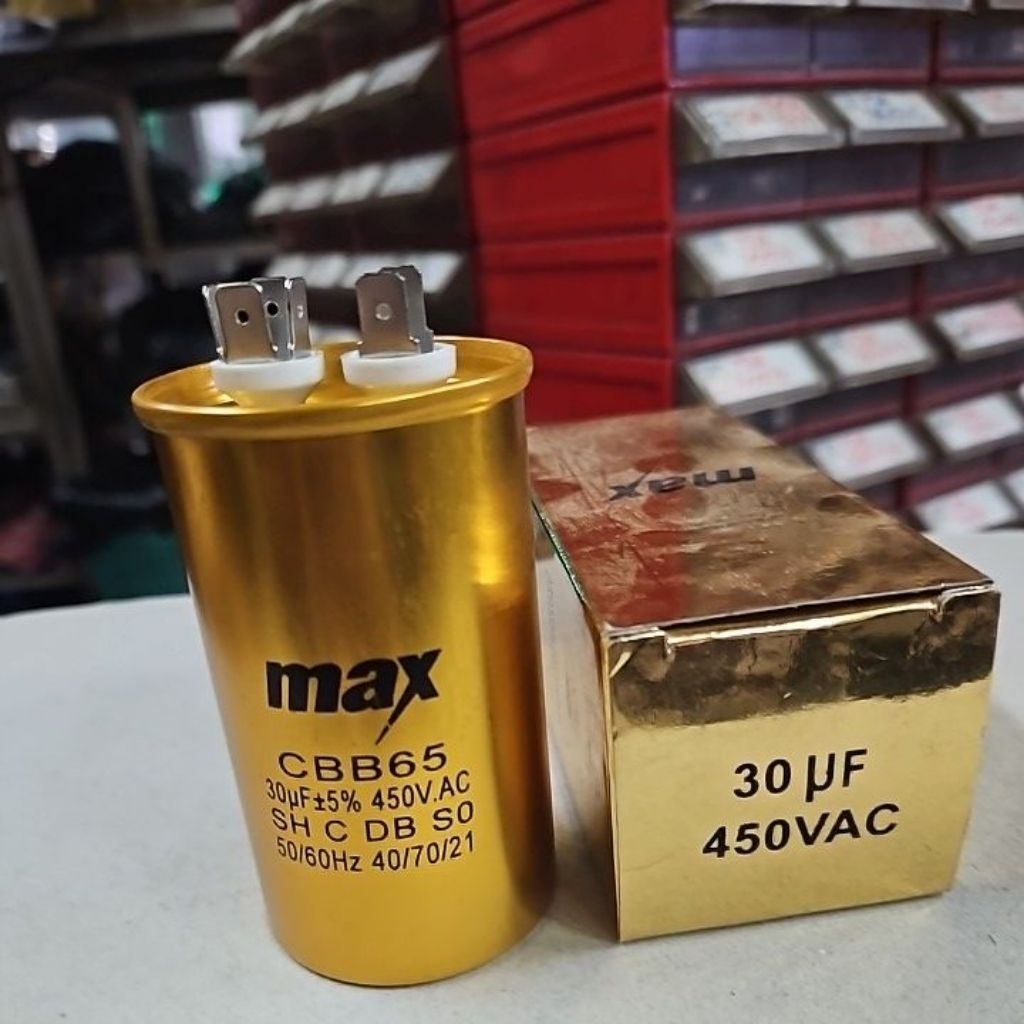 max
CBB65
30µF±5% 450V.AC
SH C DB S0
50/60Hz 40/70/21
max
30 µF
450VAC